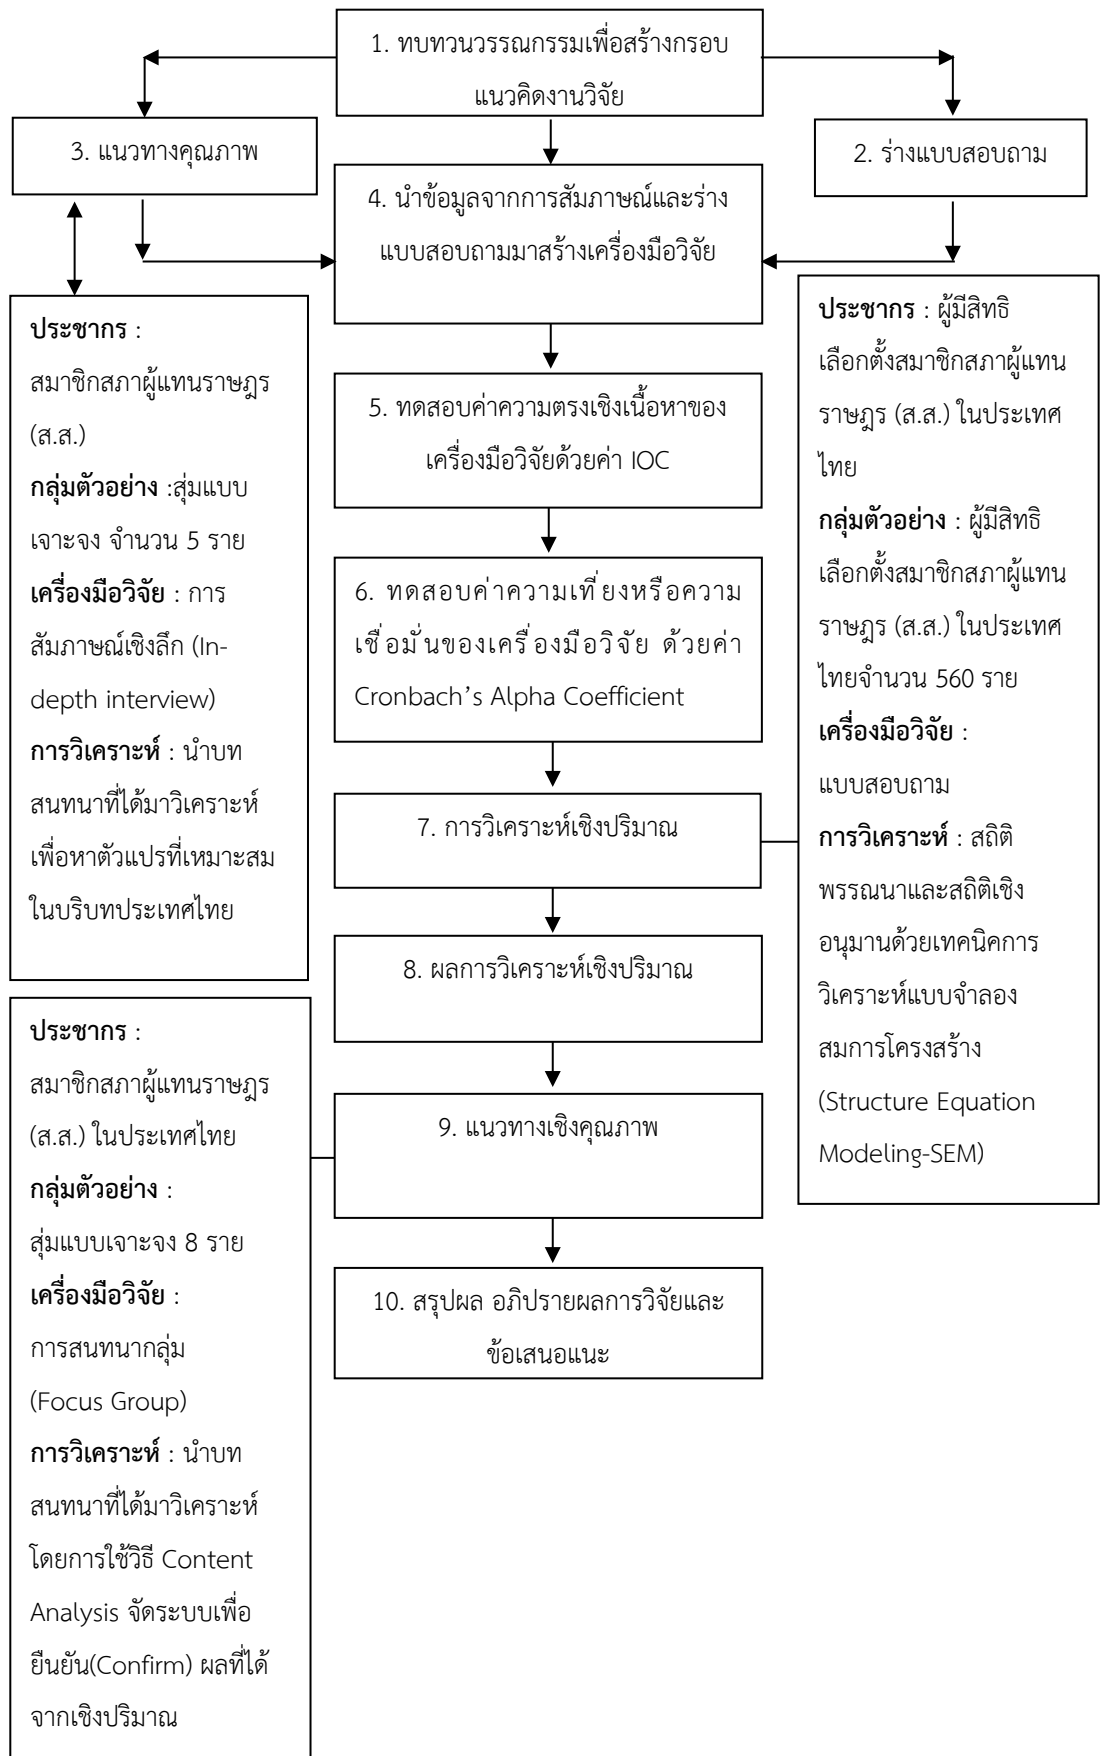 1. ทบทวนวรรณกรรมเพื่อสร้างกรอบ
แนวคิดงานวิจัย
3. แนวทางคุณภาพ
2. ร่างแบบสอบถาม
4. นำข้อมูลจากการสัมภาษณ์และร่าง
แบบสอบถามมาสร้างเครื่องมือวิจัย
ประชากร :
สมาชิกสภาผู้แทนราษฎร
(ส.ส.)
กลุ่มตัวอย่าง :สุ่มแบบ
เจาะจง จำนวน 5 ราย
เครื่องมือวิจัย : การ
สัมภาษณ์เชิงลึก (In-
depth interview)
การวิเคราะห์ : นำบท
สนทนาที่ได้มาวิเคราะห์
เพื่อหาตัวแปรที่เหมาะสม
ในบริบทประเทศไทย
ประชากร : ผู้มีสิทธิ
เลือกตั้งสมาชิกสภาผู้แทน
ราษฎร (ส.ส.) ในประเทศ
ไทย
กลุ่มตัวอย่าง : ผู้มีสิทธิ
เลือกตั้งสมาชิกสภาผู้แทน
ราษฎร (ส.ส.) ในประเทศ
ไทยจำนวน 560 ราย
เครื่องมือวิจัย :
แบบสอบถาม
การวิเคราะห์ : สถิติ
พรรณนาและสถิติเชิง
อนุมานด้วยเทคนิคการ
วิเคราะห์แบบจำลอง
สมการโครงสร้าง
(Structure Equation
Modeling-SEM)
5. ทดสอบค่าความตรงเชิงเนื้อหาของ
เครื่องมือวิจัยด้วยค่า IOC
6. ทดสอบค่าความเที่ยงหรือความ
เชื่อมั่นของเครื่องมือวิจัย ด้วยค่า
Cronbach’s Alpha Coefficient
7. การวิเคราะห์เชิงปริมาณ
8. ผลการวิเคราะห์เชิงปริมาณ
9. แนวทางเชิงคุณภาพ
ประชากร :
สมาชิกสภาผู้แทนราษฎร
(ส.ส.) ในประเทศไทย
กลุ่มตัวอย่าง :
สุ่มแบบเจาะจง 8 ราย
เครื่องมือวิจัย :
การสนทนากลุ่ม
(Focus Group)
การวิเคราะห์ : นำบท
สนทนาที่ได้มาวิเคราะห์
โดยการใช้วิธี Content
Analysis จัดระบบเพื่อ
ยืนยัน(Confirm) ผลที่ได้
จากเชิงปริมาณ
10. สรุปผล อภิปรายผลการวิจัยและ
ข้อเสนอแนะ